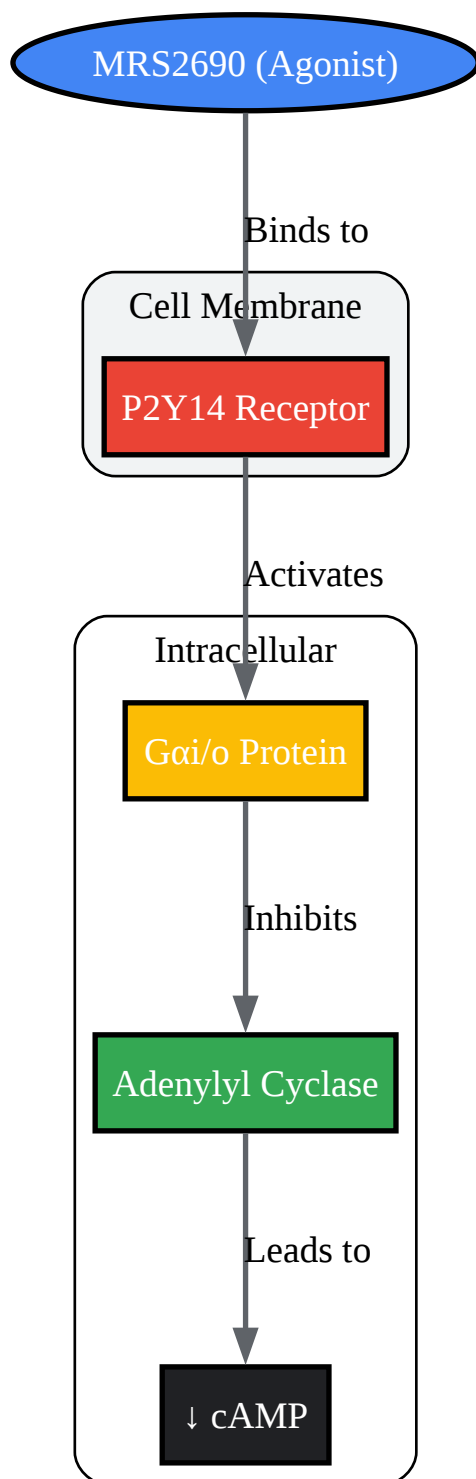 MRS2690 (Agonist)
Binds to
Cell Membrane
P2Y14 Receptor
Activates
Intracellular
Gαi/o Protein
Inhibits
Adenylyl Cyclase
Leads to
↓ cAMP